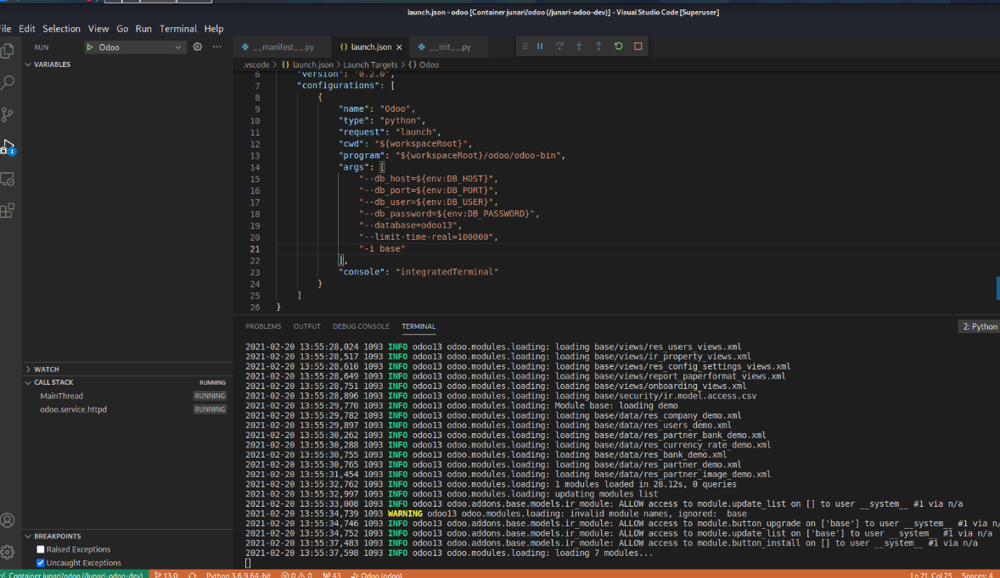 launch.json - odoo [Container junari/odoo (/junari-odoo-dev)] - Visual Studio Code [Superuser]
File Edit Selection View Go Run Terminal Help
RUN Odoo
VARIABLES
__manifest__.py launch.json __init__.py
.vscode > {} launch.json > Launch Targets > {} Odoo
6 "version": "0.2.0",
7 "configurations": [
8 {
9 "name": "Odoo",
10 "type": "python",
11 "request": "launch",
12 "cwd": "${workspaceRoot}",
13 "program": "${workspaceRoot}/odoo/odoo-bin",
14 "args": [
15 "--db_host=${env:DB_HOST}",
16 "--db_port=${env:DB_PORT}",
17 "--db_user=${env:DB_USER}",
18 "--db_password=${env:DB_PASSWORD}",
19 "--database=odoo13",
20 "--limit-time-real=100000",
21 "-i base"
22 ],
23 "console": "integratedTerminal"
24 }
25 ]
26 }
WATCH
CALL STACK RUNNING
MainThread RUNNING
odoo.service.httpd RUNNING
BREAKPOINTS
Raised Exceptions
Uncaught Exceptions
1
PROBLEMS OUTPUT DEBUG CONSOLE TERMINAL 2: Python
2021-02-20 13:55:28,024 1093 INFO odoo13 odoo.modules.loading: loading base/views/res_users_views.xml
2021-02-20 13:55:28,517 1093 INFO odoo13 odoo.modules.loading: loading base/views/ir_property_views.xml
2021-02-20 13:55:28,610 1093 INFO odoo13 odoo.modules.loading: loading base/views/res_config_settings_views.xml
2021-02-20 13:55:28,649 1093 INFO odoo13 odoo.modules.loading: loading base/views/report_paperformat_views.xml
2021-02-20 13:55:28,751 1093 INFO odoo13 odoo.modules.loading: loading base/views/onboarding_views.xml
2021-02-20 13:55:28,896 1093 INFO odoo13 odoo.modules.loading: loading base/security/ir.model.access.csv
2021-02-20 13:55:29,770 1093 INFO odoo13 odoo.modules.loading: Module base: loading demo
2021-02-20 13:55:29,782 1093 INFO odoo13 odoo.modules.loading: loading base/data/res_company_demo.xml
2021-02-20 13:55:29,897 1093 INFO odoo13 odoo.modules.loading: loading base/data/res_users_demo.xml
2021-02-20 13:55:30,262 1093 INFO odoo13 odoo.modules.loading: loading base/data/res_partner_bank_demo.xml
2021-02-20 13:55:30,288 1093 INFO odoo13 odoo.modules.loading: loading base/data/res_currency_rate_demo.xml
2021-02-20 13:55:30,755 1093 INFO odoo13 odoo.modules.loading: loading base/data/res_bank_demo.xml
2021-02-20 13:55:30,765 1093 INFO odoo13 odoo.modules.loading: loading base/data/res_partner_demo.xml
2021-02-20 13:55:31,454 1093 INFO odoo13 odoo.modules.loading: loading base/data/res_partner_image_demo.xml
2021-02-20 13:55:32,762 1093 INFO odoo13 odoo.modules.loading: 1 modules loaded in 28.12s, 0 queries
2021-02-20 13:55:32,997 1093 INFO odoo13 odoo.modules.loading: updating modules list
2021-02-20 13:55:33,008 1093 INFO odoo13 odoo.addons.base.models.ir_module: ALLOW access to module.update_list on [] to user __system__ #1 via n/a
2021-02-20 13:55:34,739 1093 WARNING odoo13 odoo.modules.loading: invalid module names, ignored:  base
2021-02-20 13:55:34,746 1093 INFO odoo13 odoo.addons.base.models.ir_module: ALLOW access to module.button_upgrade on ['base'] to user __system__ #1 via n/
2021-02-20 13:55:34,752 1093 INFO odoo13 odoo.addons.base.models.ir_module: ALLOW access to module.update_list on ['base'] to user __system__ #1 via n/a
2021-02-20 13:55:37,483 1093 INFO odoo13 odoo.addons.base.models.ir_module: ALLOW access to module.button_install on [] to user __system__ #1 via n/a
2021-02-20 13:55:37,598 1093 INFO odoo13 odoo.modules.loading: loading 7 modules...
Container junari/odoo (/junari-odoo-dev) 13.0 Python 3.6.9 64-bit 0 0 43 Odoo (odoo) Ln 21, Col 25 Spaces: 4